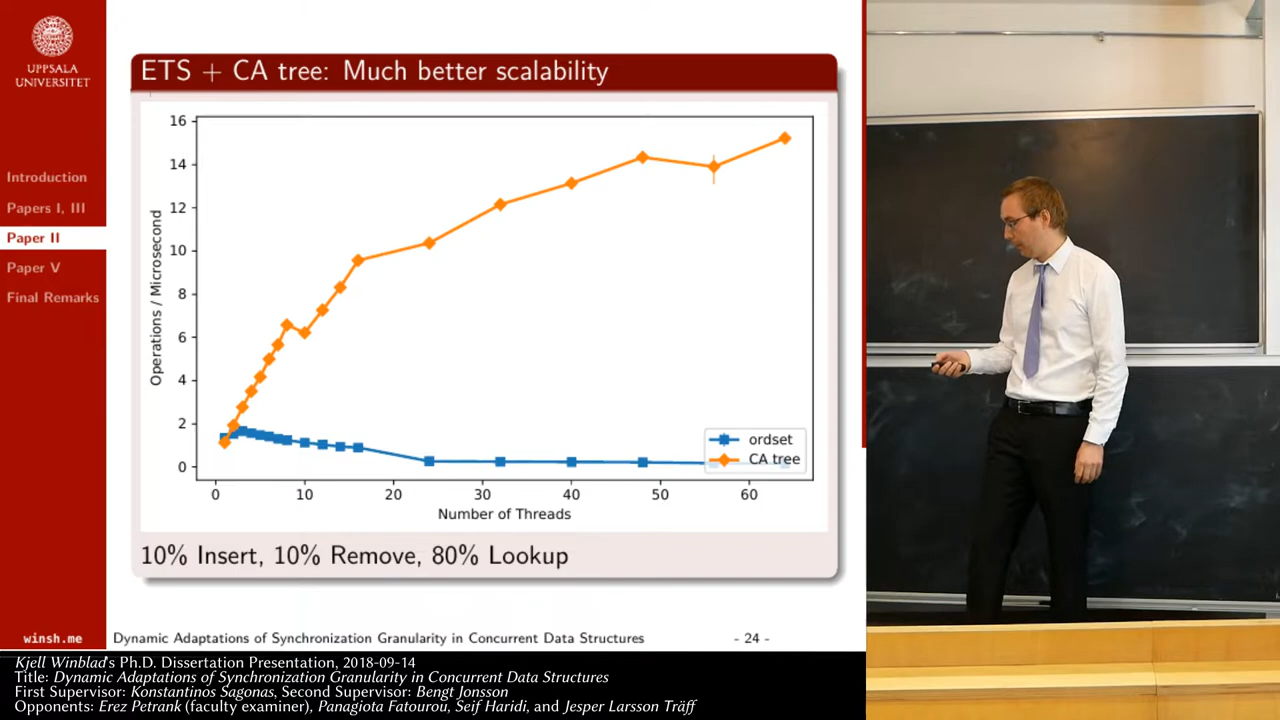 UPPSALA
UNIVERSITET
Introduction
Papers I, III
Paper II
Paper V
Final Remarks
winsh.me
ETS + CA tree: Much better scalability
16
14
12
10
8
6
4
2
0
Operations / Microsecond
0 10 20 30 40 50 60
Number of Threads
ordset
CA tree
10% Insert, 10% Remove, 80% Lookup
Dynamic Adaptations of Synchronization Granularity in Concurrent Data Structures - 24 -
Kjell Winblad's Ph.D. Dissertation Presentation, 2018-09-14
Title: Dynamic Adaptations of Synchronization Granularity in Concurrent Data Structures
First Supervisor: Konstantinos Sagonas, Second Supervisor: Bengt Jonsson
Opponents: Erez Petrank (faculty examiner), Panagiota Fatourou, Seif Haridi, and Jesper Larsson Träff